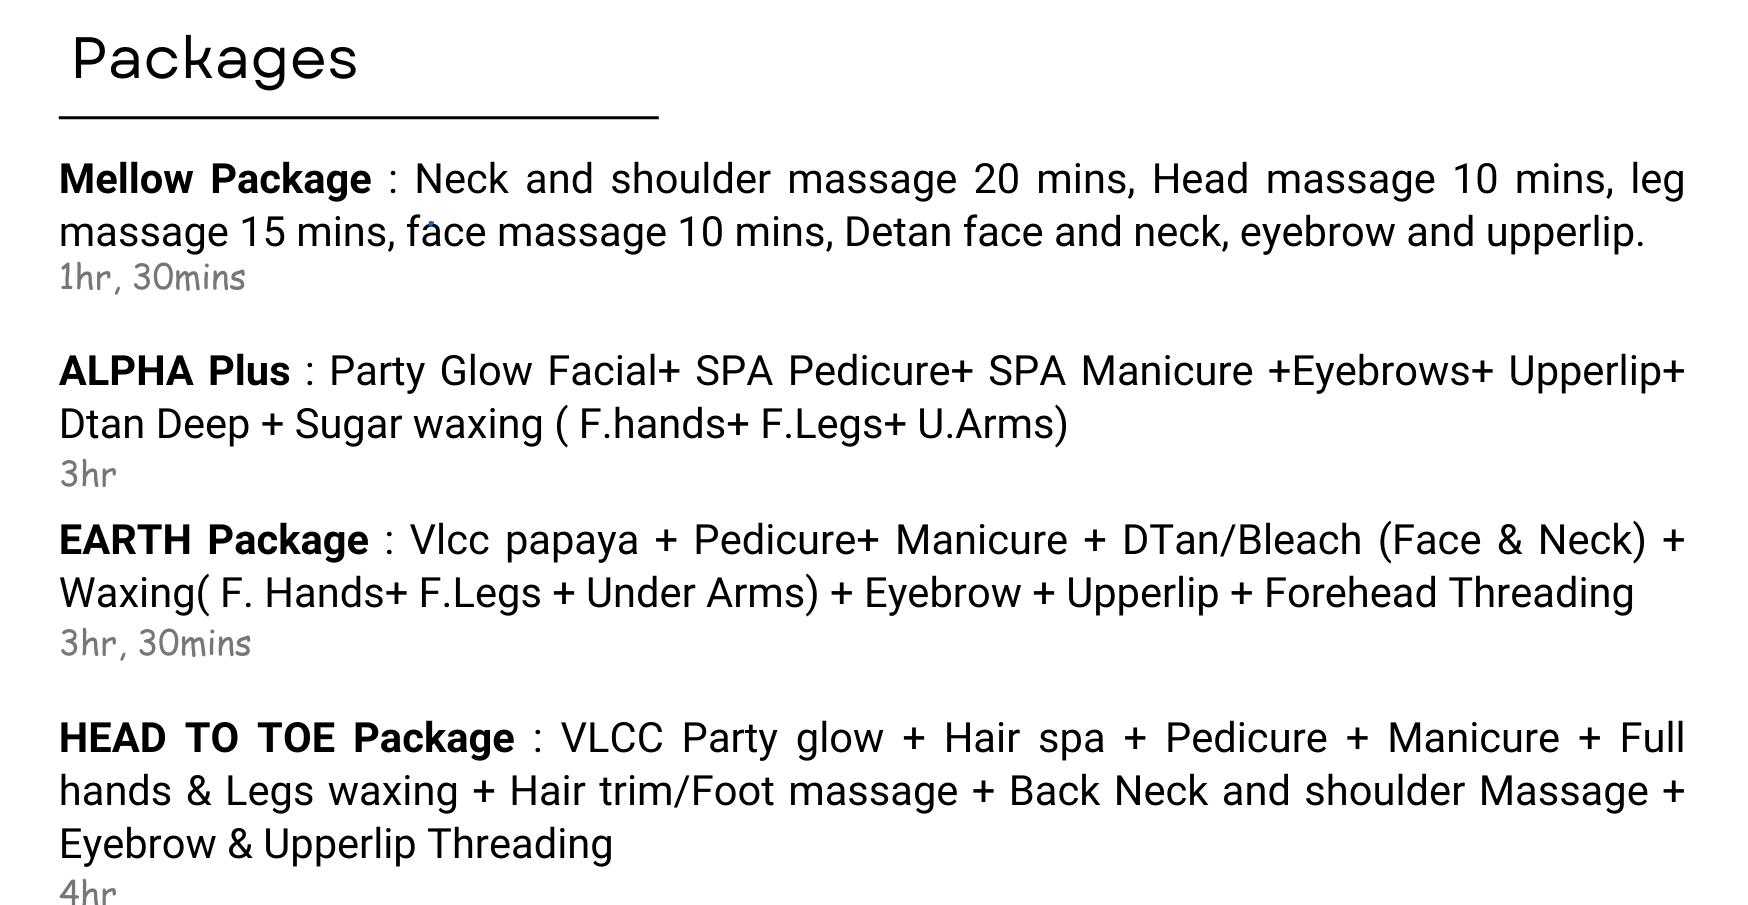 Packages
Mellow Package : Neck and shoulder massage 20 mins, Head massage 10 mins, leg
massage 15 mins, face massage 10 mins, Detan face and neck, eyebrow and upperlip.
1hr, 30mins
ALPHA Plus : Party Glow Facial+ SPA Pedicure+ SPA Manicure +Eyebrows+ Upperlip+
Dtan Deep + Sugar waxing ( F.hands+ F.Legs+ U.Arms)
3hr
EARTH Package : Vlcc papaya + Pedicure+ Manicure + DTan/Bleach (Face & Neck) +
Waxing( F. Hands+ F.Legs + Under Arms) + Eyebrow + Upperlip + Forehead Threading
3hr, 30mins
HEAD TO TOE Package : VLCC Party glow + Hair spa + Pedicure + Manicure + Full
hands & Legs waxing + Hair trim/Foot massage + Back Neck and shoulder Massage +
Eyebrow & Upperlip Threading
4hr